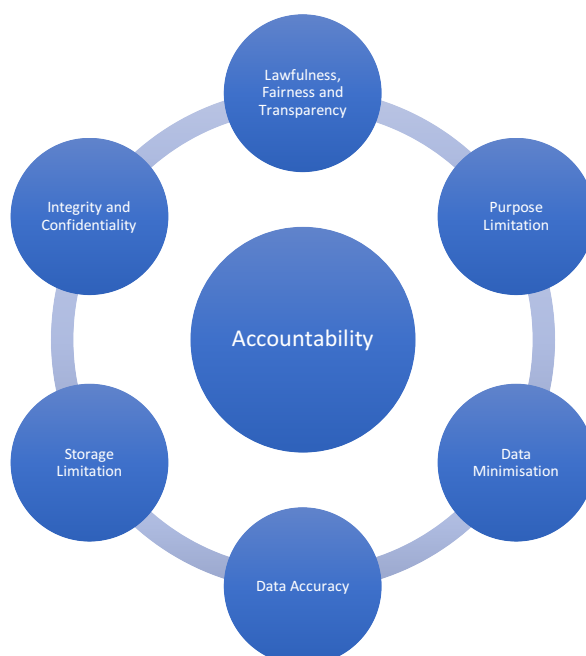 Lawfulness,
Fairness and
Transparency
Integrity and
Confidentiality
Purpose
Limitation
Accountability
Storage
Limitation
Data
Minimisation
Data Accuracy